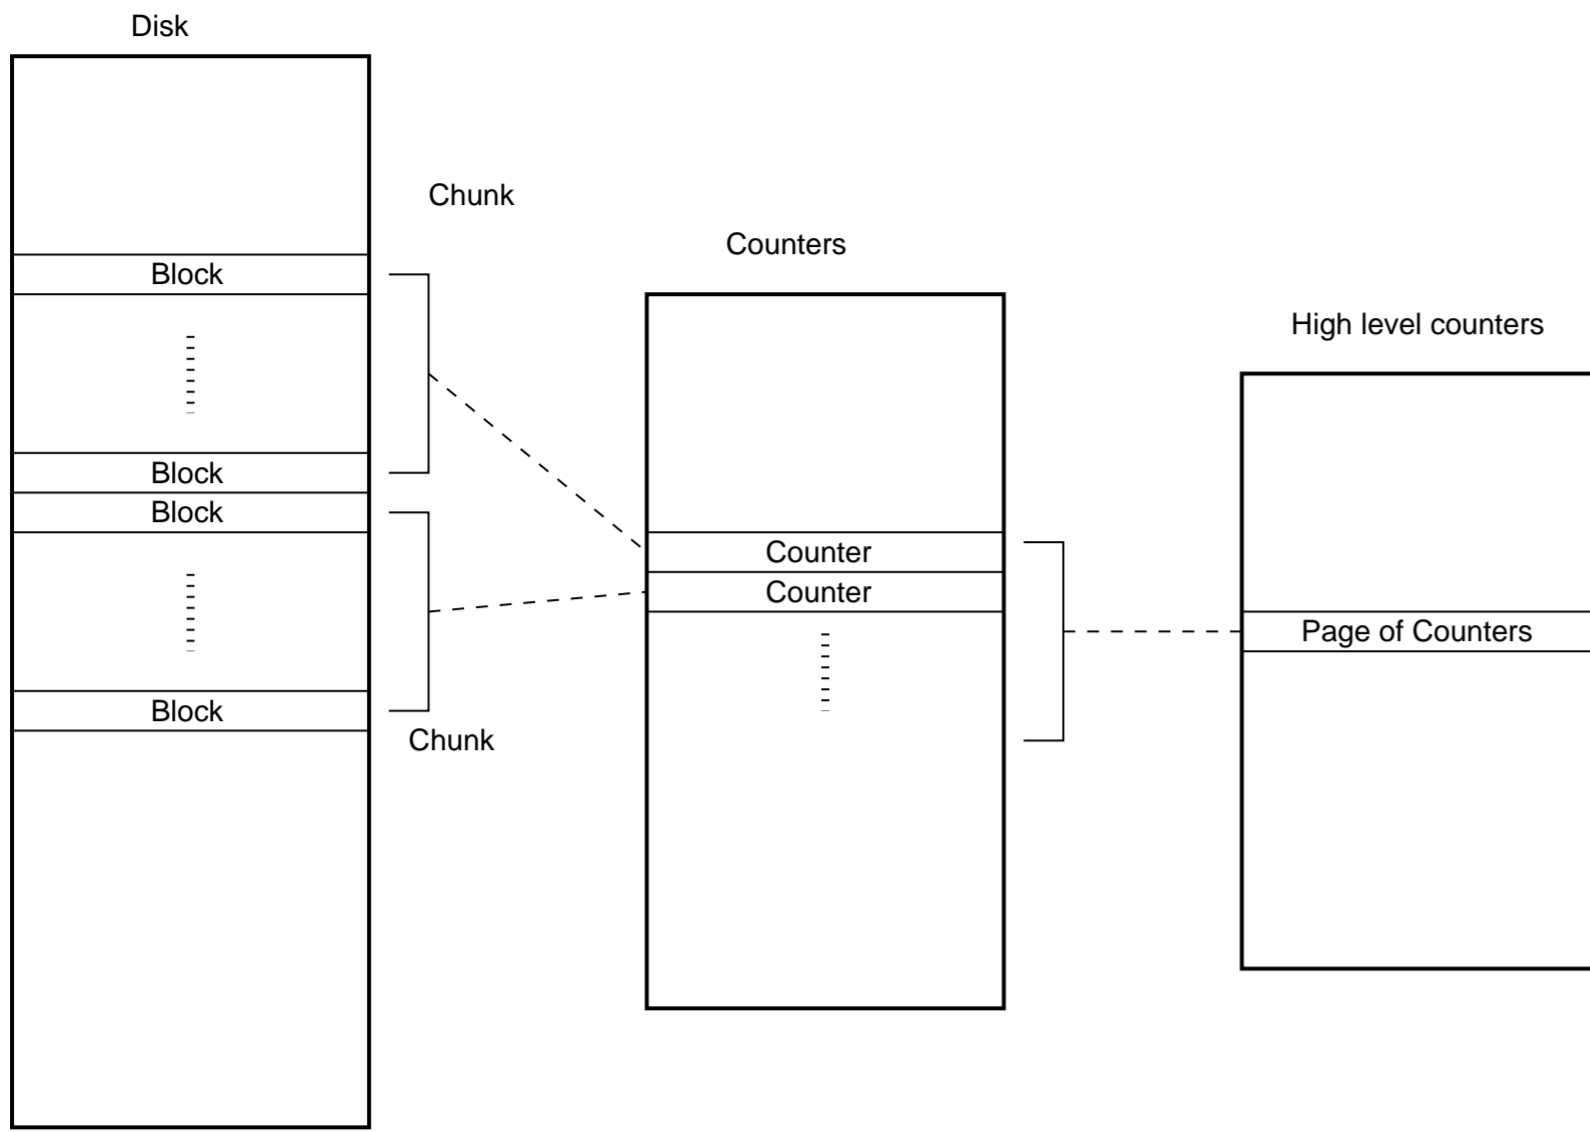 Disk
Chunk
Counters
Block
High level counters
Block
Block
Counter
Counter
Page of Counters
Block
Chunk